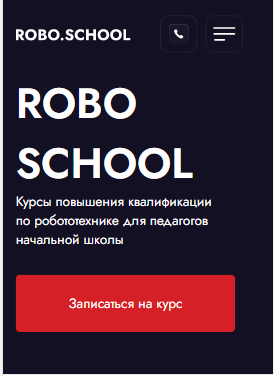 ROBO.SCHOOL
ROBO
SCHOOL
Курсы повышения квалификации
по робототехнике для педагогов
начальной школы
Записаться на курс